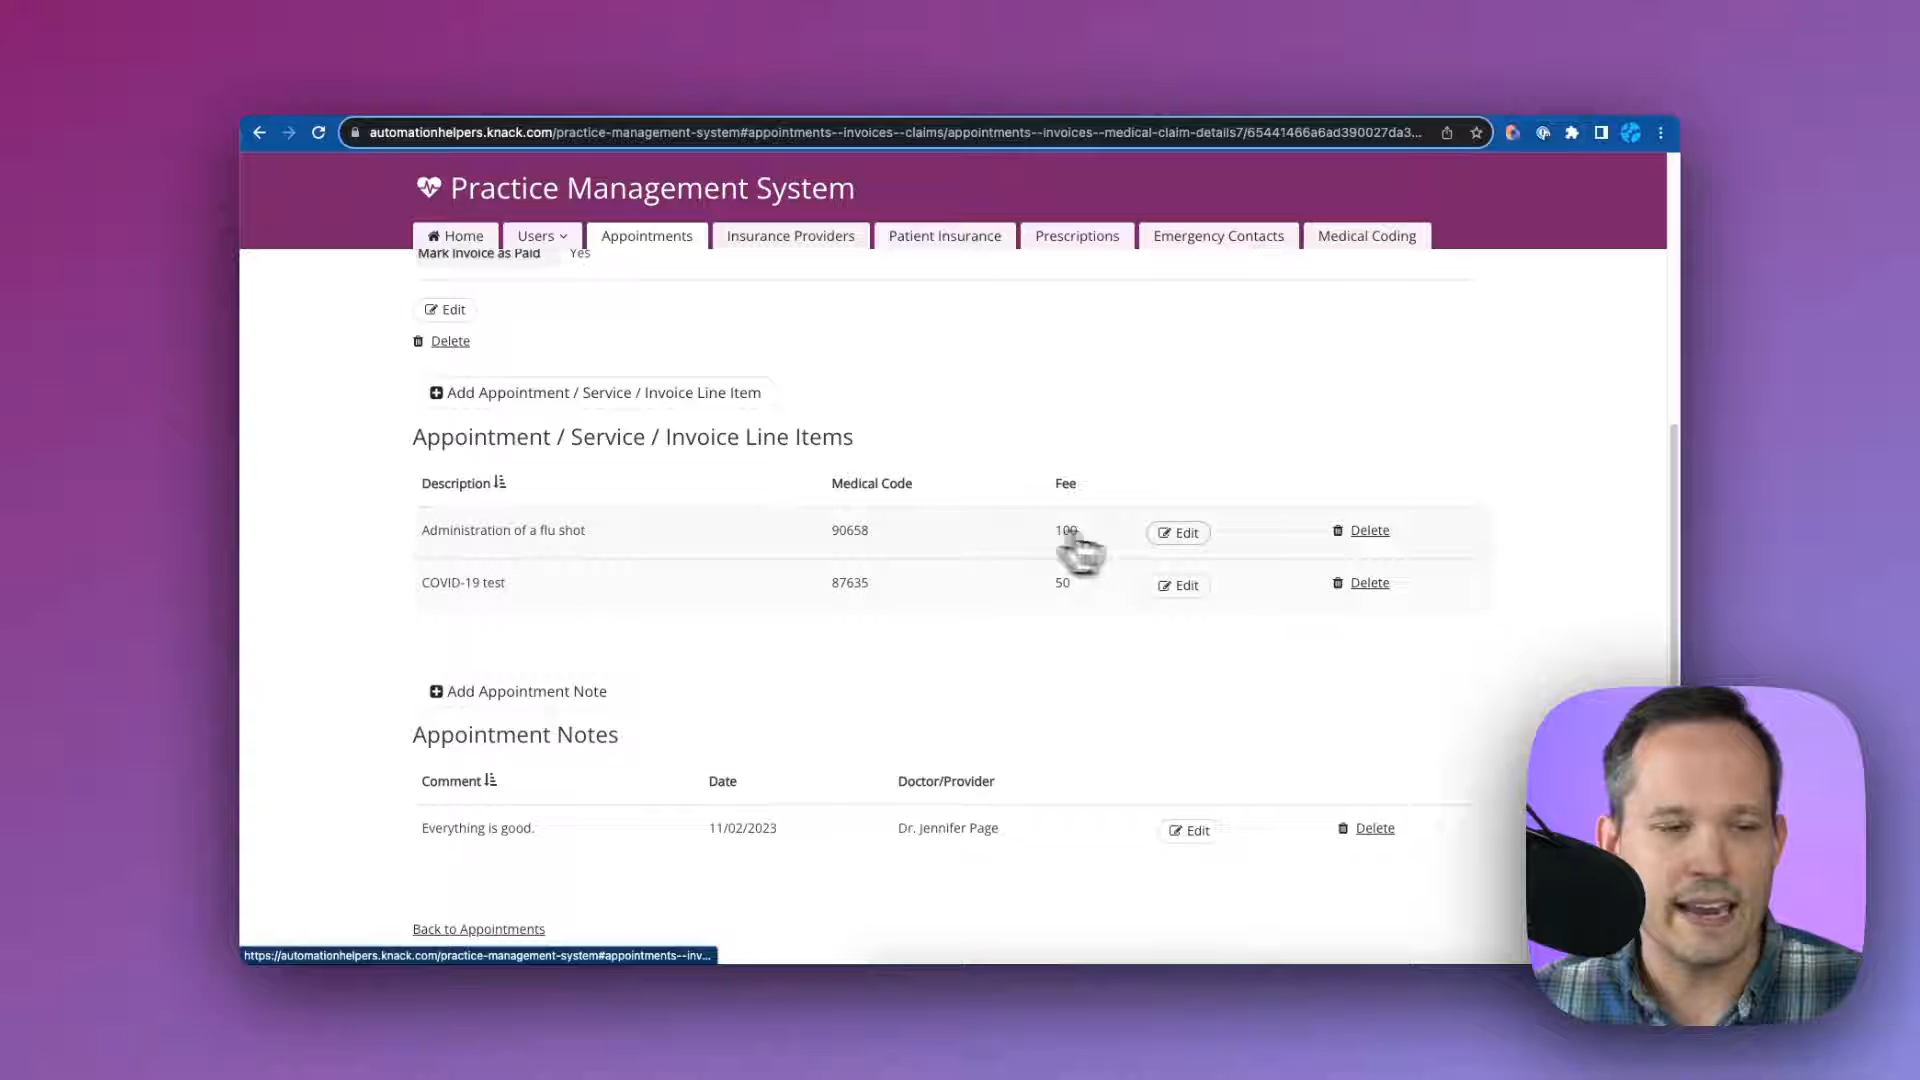 automationhelpers.knack.com/practice-management-system#appointments--invoices--claims/appointments--invoices--medical-claim-details7/65441466a6ad390027da3...
Practice Management System
Home Users Appointments Insurance Providers Patient Insurance Prescriptions Emergency Contacts Medical Coding
Mark Invoice as Paid Yes
Edit
Delete
Add Appointment / Service / Invoice Line Item
Appointment / Service / Invoice Line Items
Description Medical Code Fee
Administration of a flu shot 90658 100 Edit Delete
COVID-19 test 87635 50 Edit Delete
Add Appointment Note
Appointment Notes
Comment Date Doctor/Provider
Everything is good. 11/02/2023 Dr. Jennifer Page Edit Delete
Back to Appointments
https://automationhelpers.knack.com/practice-management-system#appointments--inv...